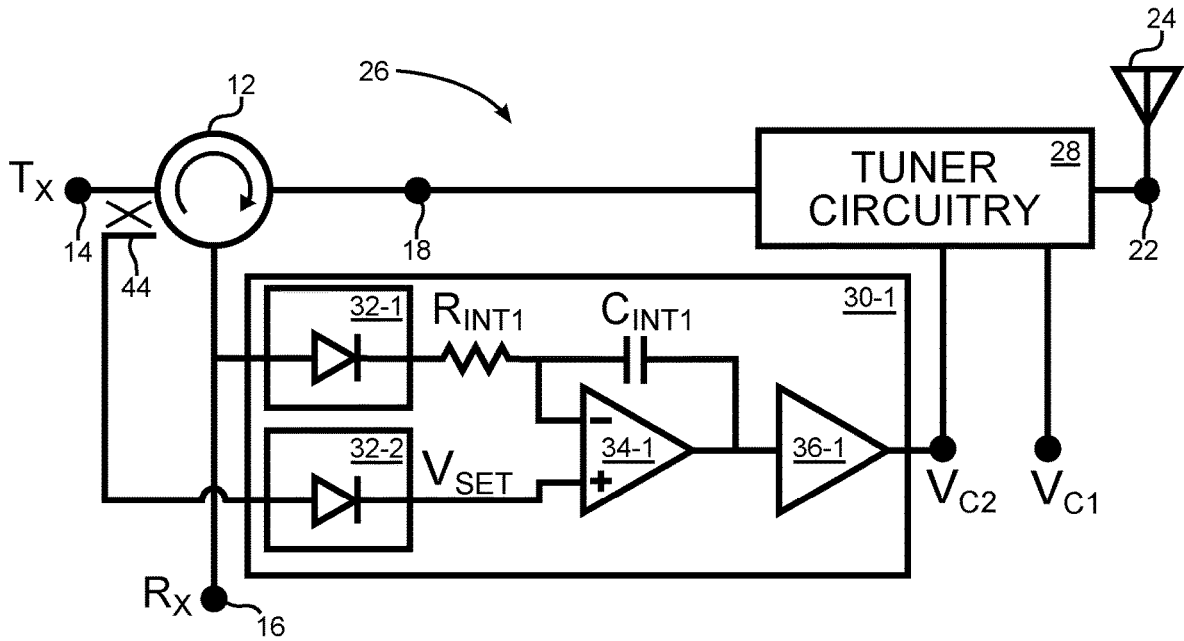 24
26
12
TX
14
44
18
TUNER
CIRCUITRY
28
22
32-1
RINT1
CINT1
30-1
32-2
VSET
−
+
34-1
36-1
VC2
VC1
RX
16